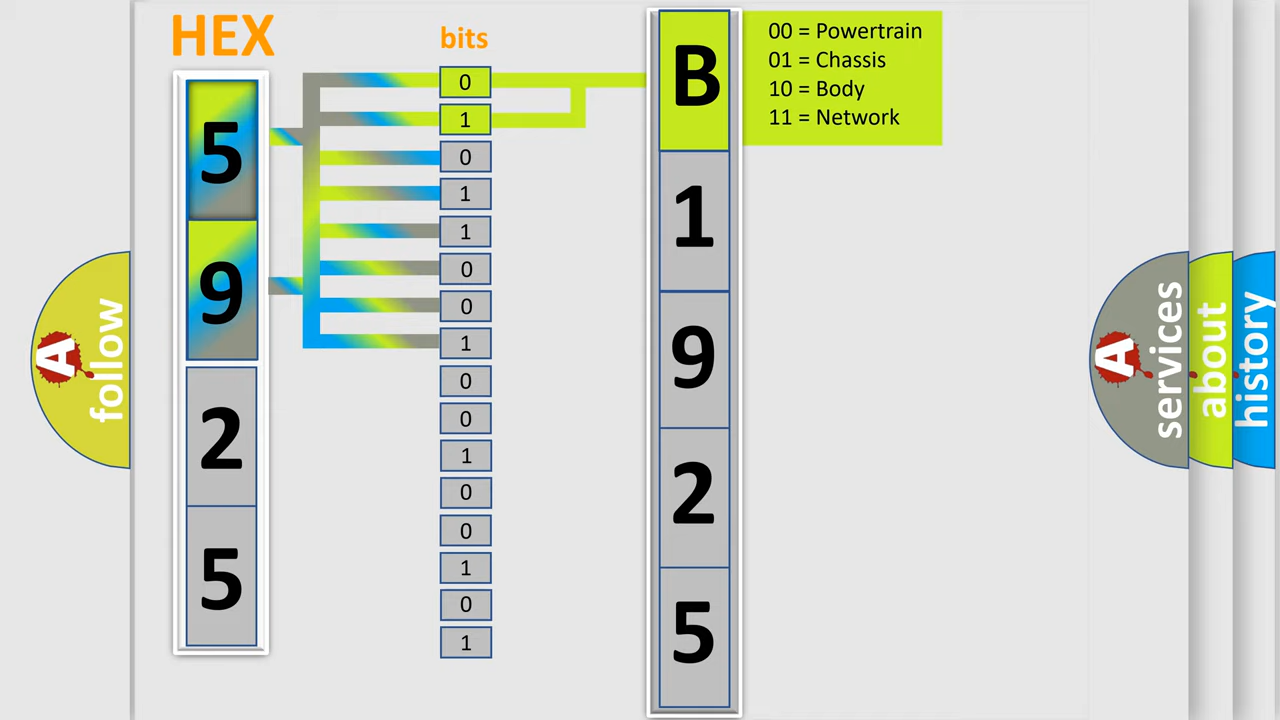 HEX
bits
5
9
2
5
0
1
0
1
1
0
0
1
0
0
1
0
0
1
0
1
B
1
9
2
5
00 = Powertrain
01 = Chassis
10 = Body
11 = Network
A
follow
A
services
about
history